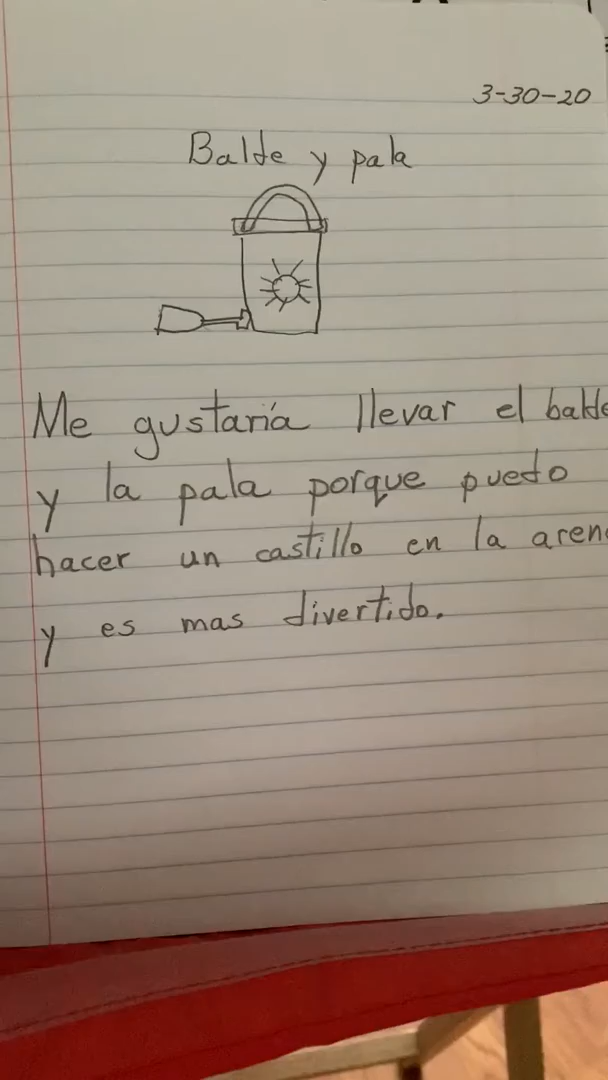 3-30-20
Balde y pala
Me gustaría llevar el balde
y la pala porque puedo
hacer un castillo en la aren
y es mas divertido.